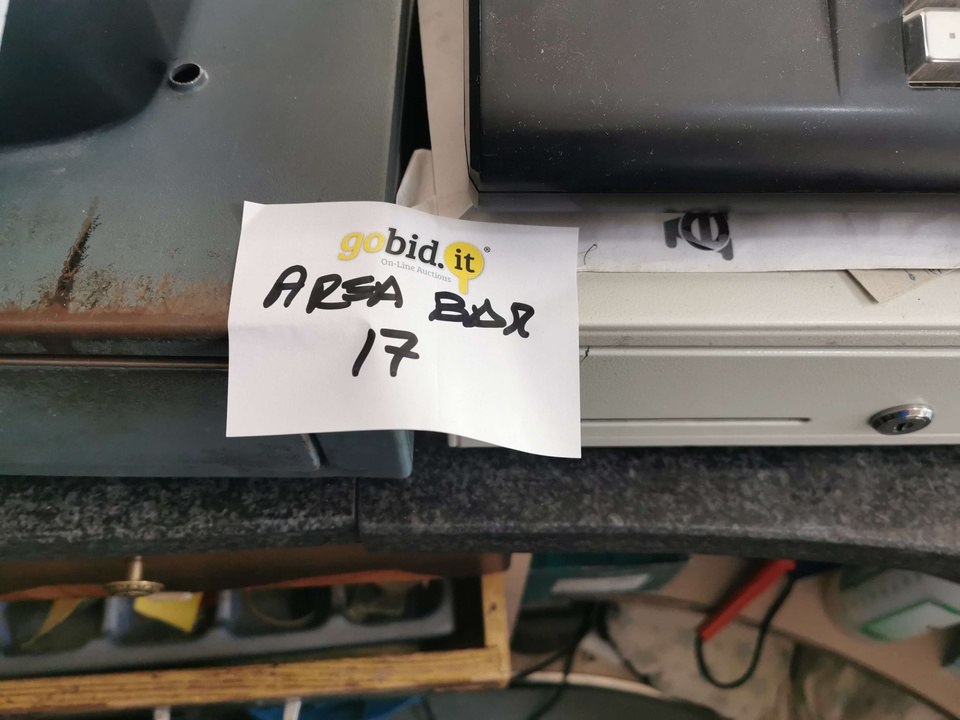 gobid.it®
On-Line Auctions
AREA BAR
17